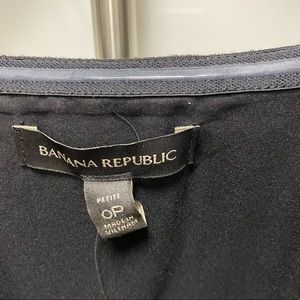 BANANA REPUBLIC
PETITE
0P
MADE IN
VIETNAM